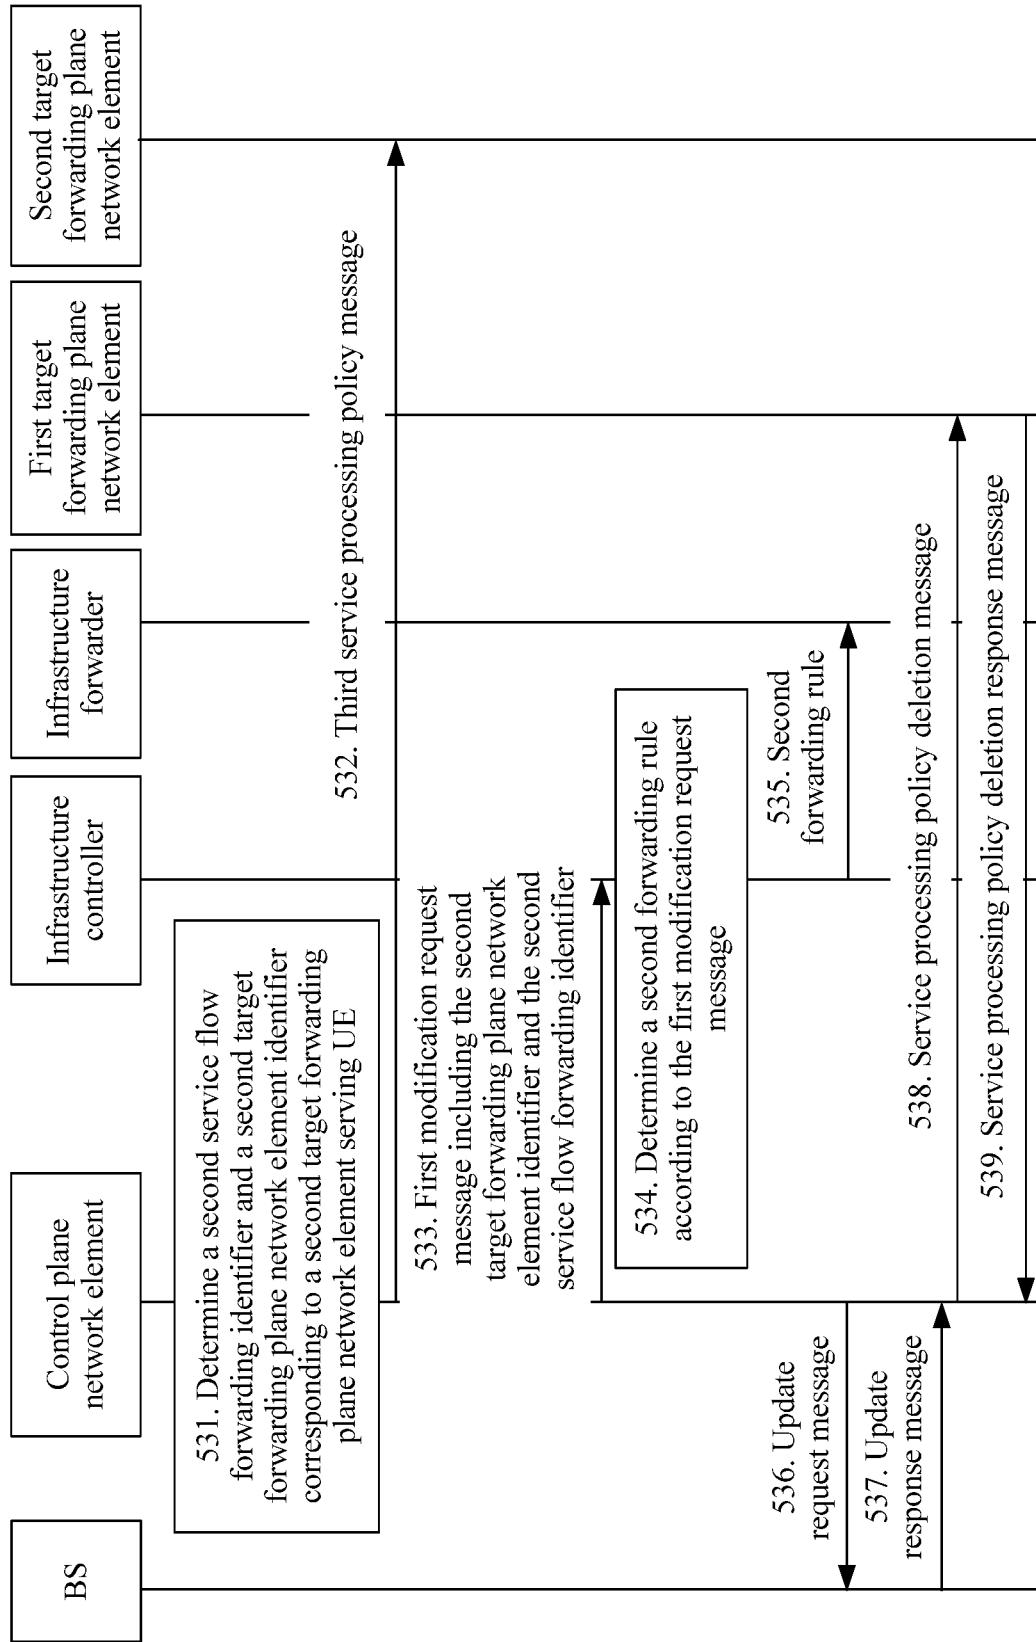 BS
Control plane
network element
Infrastructure
controller
Infrastructure
forwarder
First target
forwarding plane
network element
Second target
forwarding plane
network element
531. Determine a second service flow
forwarding identifier and a second target
forwarding plane network element identifier
corresponding to a second target forwarding
plane network element serving UE
532. Third service processing policy message
533. First modification request
message including the second
target forwarding plane network
element identifier and the second
service flow forwarding identifier
534. Determine a second forwarding rule
according to the first modification request
message
535. Second
forwarding rule
536. Update
request message
537. Update
response message
538. Service processing policy deletion message
539. Service processing policy deletion response message